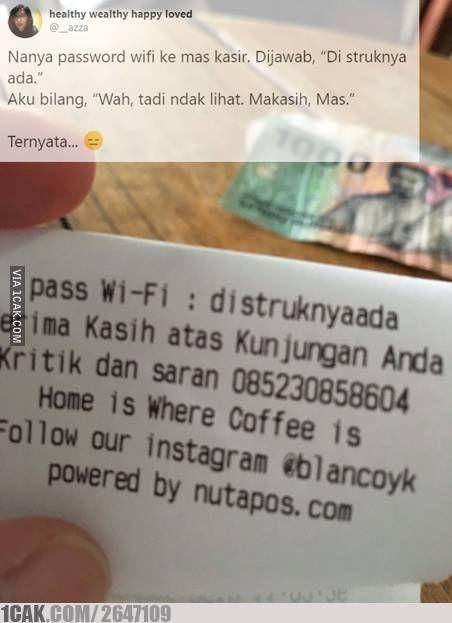 healthy wealthy happy loved
@__azza
Nanya password wifi ke mas kasir. Dijawab, “Di struknya
ada.”
Aku bilang, “Wah, tadi ndak lihat. Makasih, Mas.”
Ternyata... 😑
1000
VIA 1CAK.COM
pass Wi-Fi : distruknyaada
rima Kasih atas Kunjungan Anda
Kritik dan saran 085230858604
Home is Where Coffee is
Follow our instagram @blancoyk
powered by nutapos.com
1CAK.COM/2647109